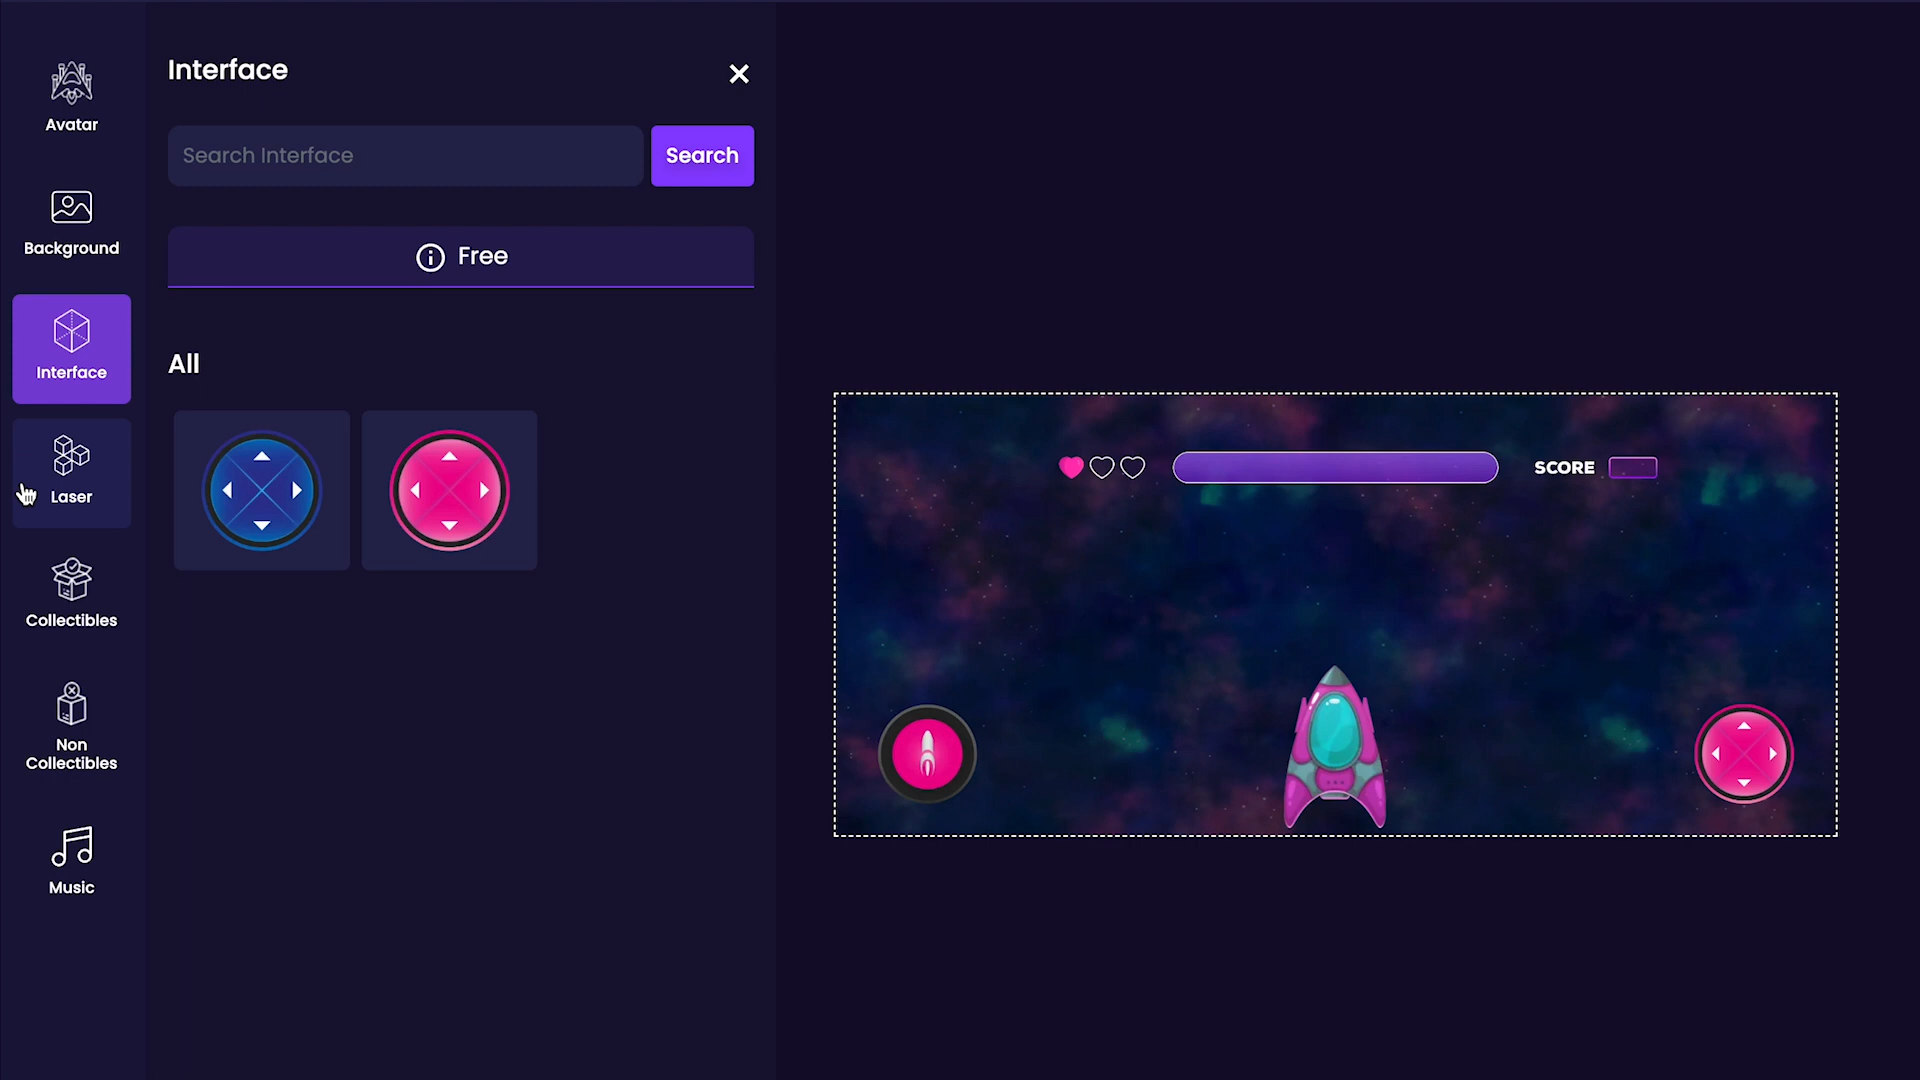 Avatar
Background
Interface
Laser
Collectibles
Non
Collectibles
Music
Interface
Search Interface
Search
Free
All
SCORE